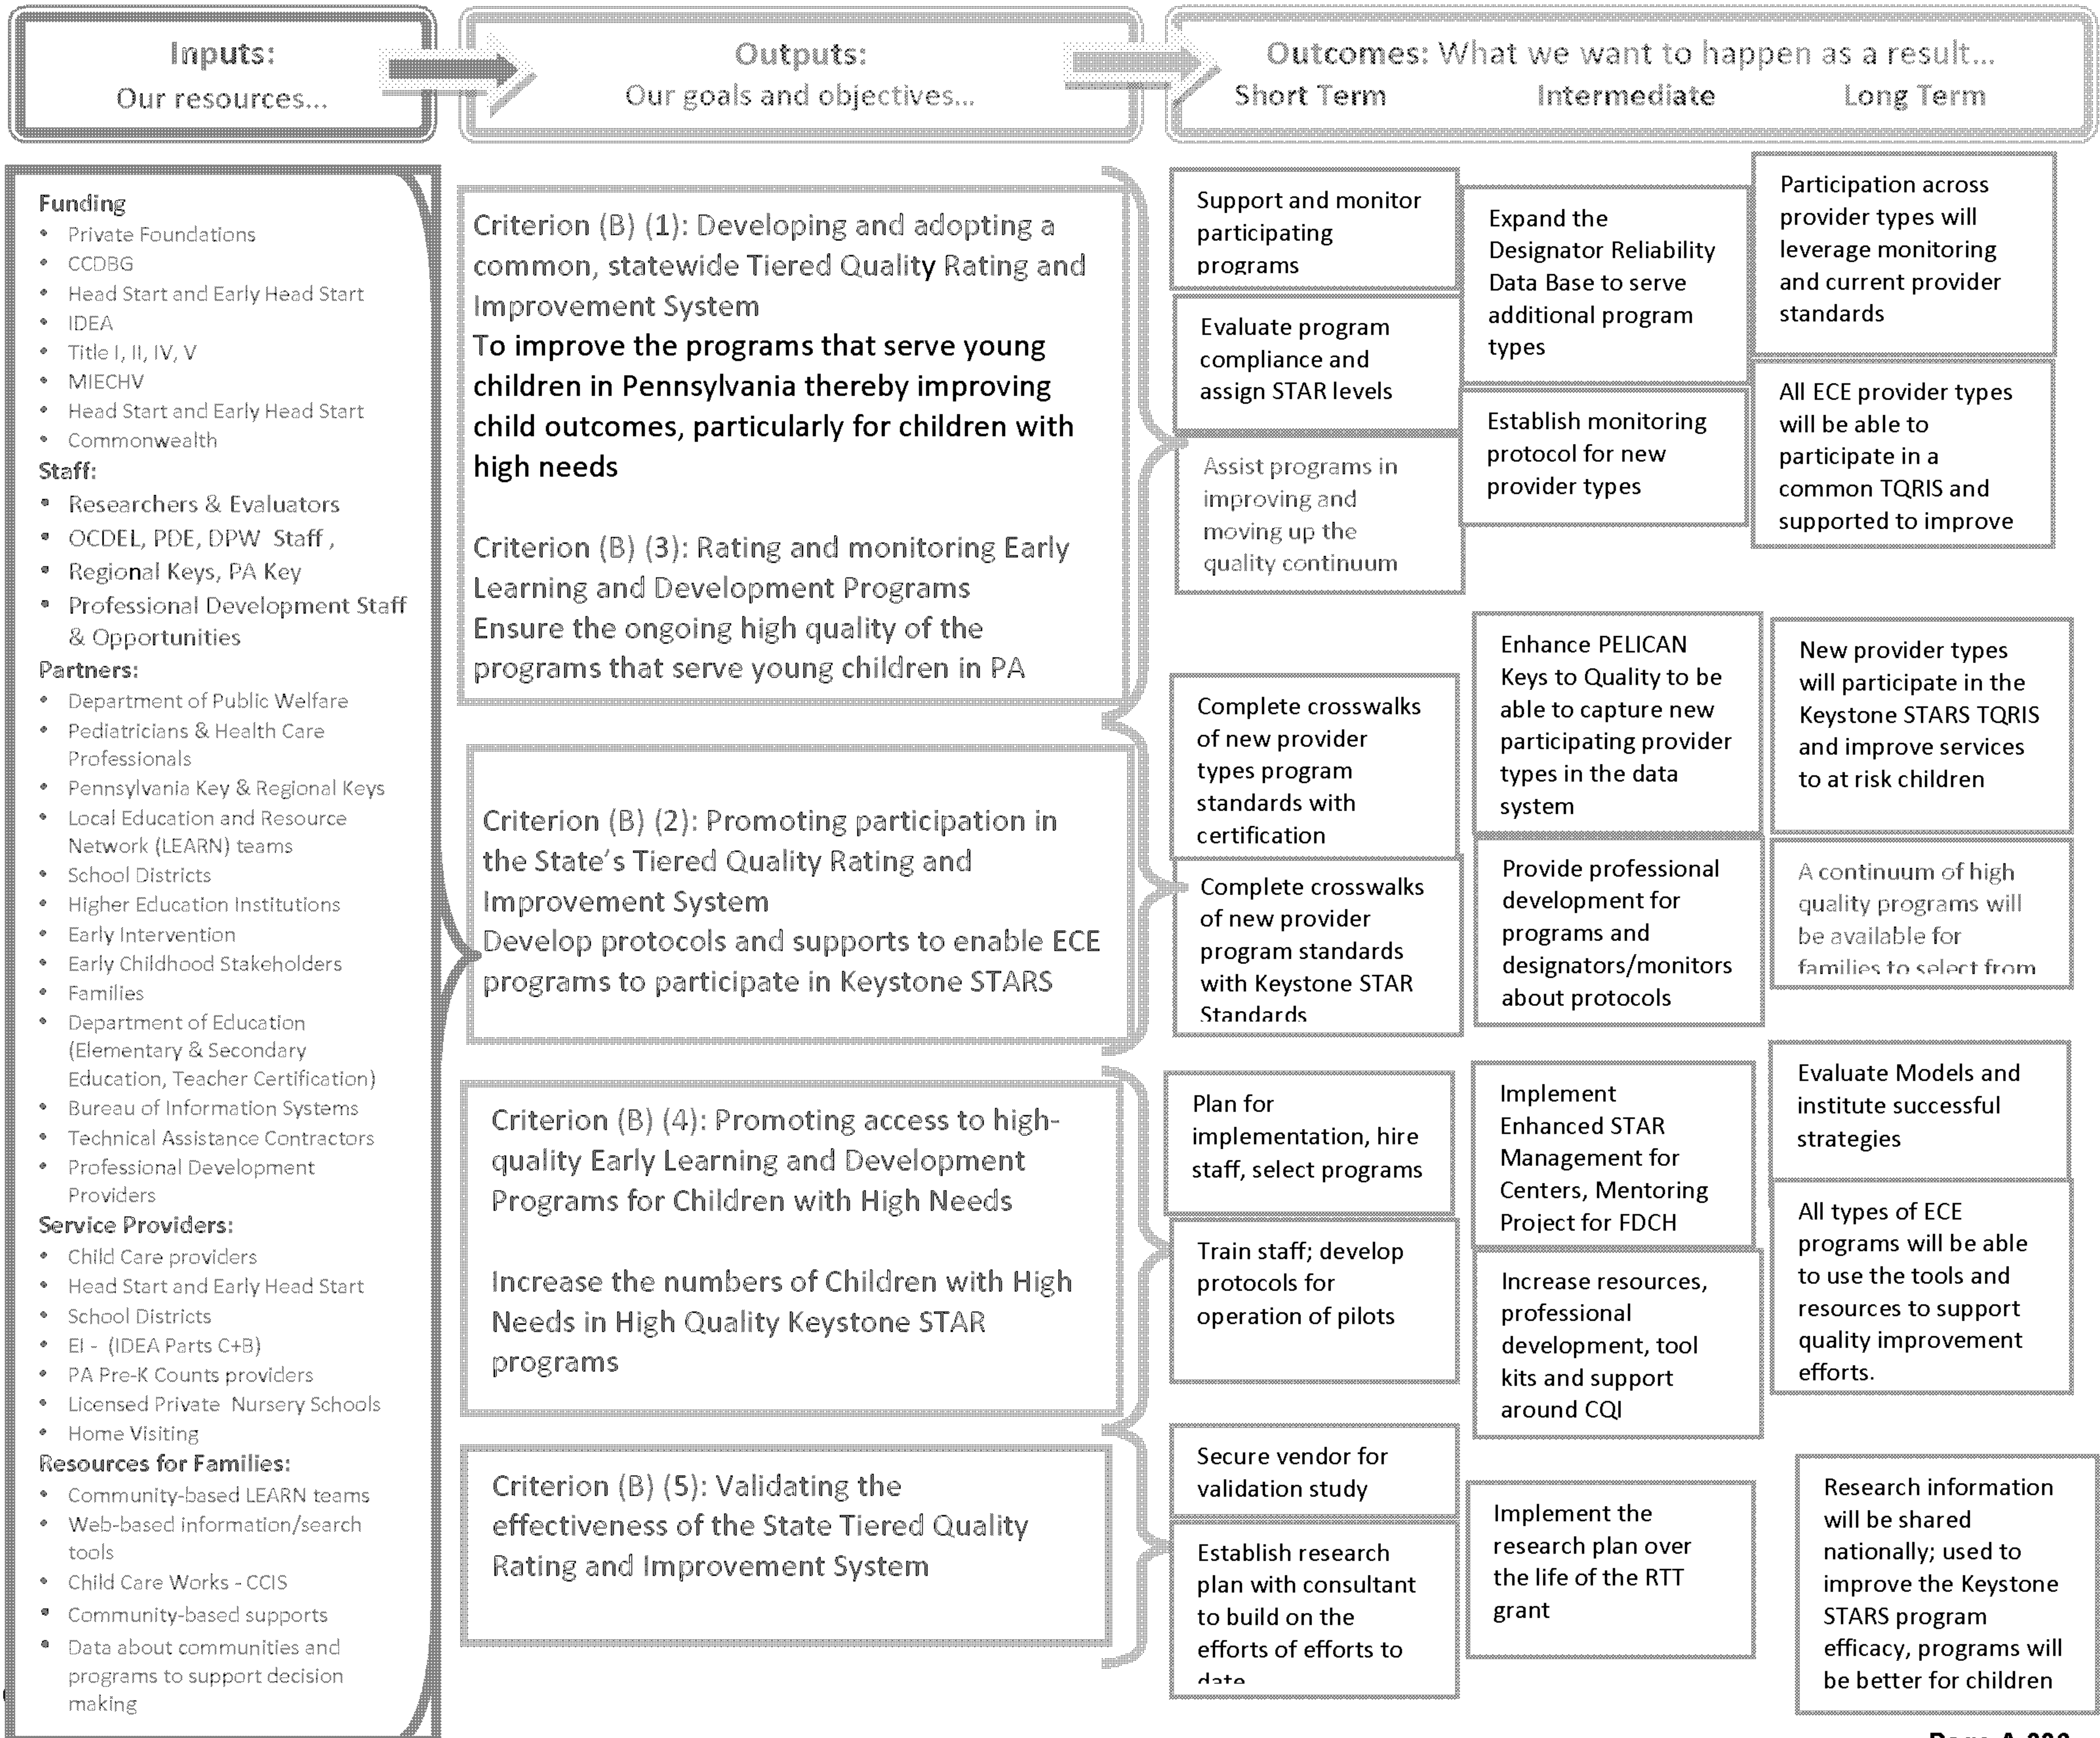 Inputs:
Our resources...
Outputs:
Our goals and objectives...
Outcomes: What we want to happen as a result...
Short Term Intermediate Long Term
Funding
• Private Foundations
• CCDBG
• Head Start and Early Head Start
• IDEA
• Title I, II, IV, V
• MIECHV
• Head Start and Early Head Start
• Commonwealth
Staff:
• Researchers & Evaluators
• OCDEL, PDE, DPW Staff ,
• Regional Keys, PA Key
• Professional Development Staff
& Opportunities
Partners:
• Department of Public Welfare
• Pediatricians & Health Care
Professionals
• Pennsylvania Key & Regional Keys
• Local Education and Resource
Network (LEARN) teams
• School Districts
• Higher Education Institutions
• Early Intervention
• Early Childhood Stakeholders
• Families
• Department of Education
(Elementary & Secondary
Education, Teacher Certification)
• Bureau of Information Systems
• Technical Assistance Contractors
• Professional Development
Providers
Service Providers:
• Child Care providers
• Head Start and Early Head Start
• School Districts
• EI - (IDEA Parts C+B)
• PA Pre-K Counts providers
• Licensed Private Nursery Schools
• Home Visiting
Resources for Families:
• Community-based LEARN teams
• Web-based information/search
tools
• Child Care Works - CCIS
• Community-based supports
• Data about communities and
programs to support decision
making
Criterion (B) (1): Developing and adopting a
common, statewide Tiered Quality Rating and
Improvement System
To improve the programs that serve young
children in Pennsylvania thereby improving
child outcomes, particularly for children with
high needs
Criterion (B) (3): Rating and monitoring Early
Learning and Development Programs
Ensure the ongoing high quality of the
programs that serve young children in PA
Criterion (B) (2): Promoting participation in
the State's Tiered Quality Rating and
Improvement System
Develop protocols and supports to enable ECE
programs to participate in Keystone STARS
Criterion (B) (4): Promoting access to high-
quality Early Learning and Development
Programs for Children with High Needs
Increase the numbers of Children with High
Needs in High Quality Keystone STAR
programs
Criterion (B) (5): Validating the
effectiveness of the State Tiered Quality
Rating and Improvement System
Support and monitor
participating
programs
Evaluate program
compliance and
assign STAR levels
Assist programs in
improving and
moving up the
quality continuum
Expand the
Designator Reliability
Data Base to serve
additional program
types
Establish monitoring
protocol for new
provider types
Participation across
provider types will
leverage monitoring
and current provider
standards
All ECE provider types
will be able to
participate in a
common TQRIS and
supported to improve
Complete crosswalks
of new provider
types program
standards with
certification
Complete crosswalks
of new provider
program standards
with Keystone STAR
Standards
Enhance PELICAN
Keys to Quality to be
able to capture new
participating provider
types in the data
system
Provide professional
development for
programs and
designators/monitors
about protocols
New provider types
will participate in the
Keystone STARS TQRIS
and improve services
to at risk children
A continuum of high
quality programs will
be available for
families to select from
Plan for
implementation, hire
staff, select programs
Train staff; develop
protocols for
operation of pilots
Implement
Enhanced STAR
Management for
Centers, Mentoring
Project for FDCH
Increase resources,
professional
development, tool
kits and support
around CQI
Evaluate Models and
institute successful
strategies
All types of ECE
programs will be able
to use the tools and
resources to support
quality improvement
efforts.
Secure vendor for
validation study
Establish research
plan with consultant
to build on the
efforts of efforts to
date
Implement the
research plan over
the life of the RTT
grant
Research information
will be shared
nationally; used to
improve the Keystone
STARS program
efficacy, programs will
be better for children